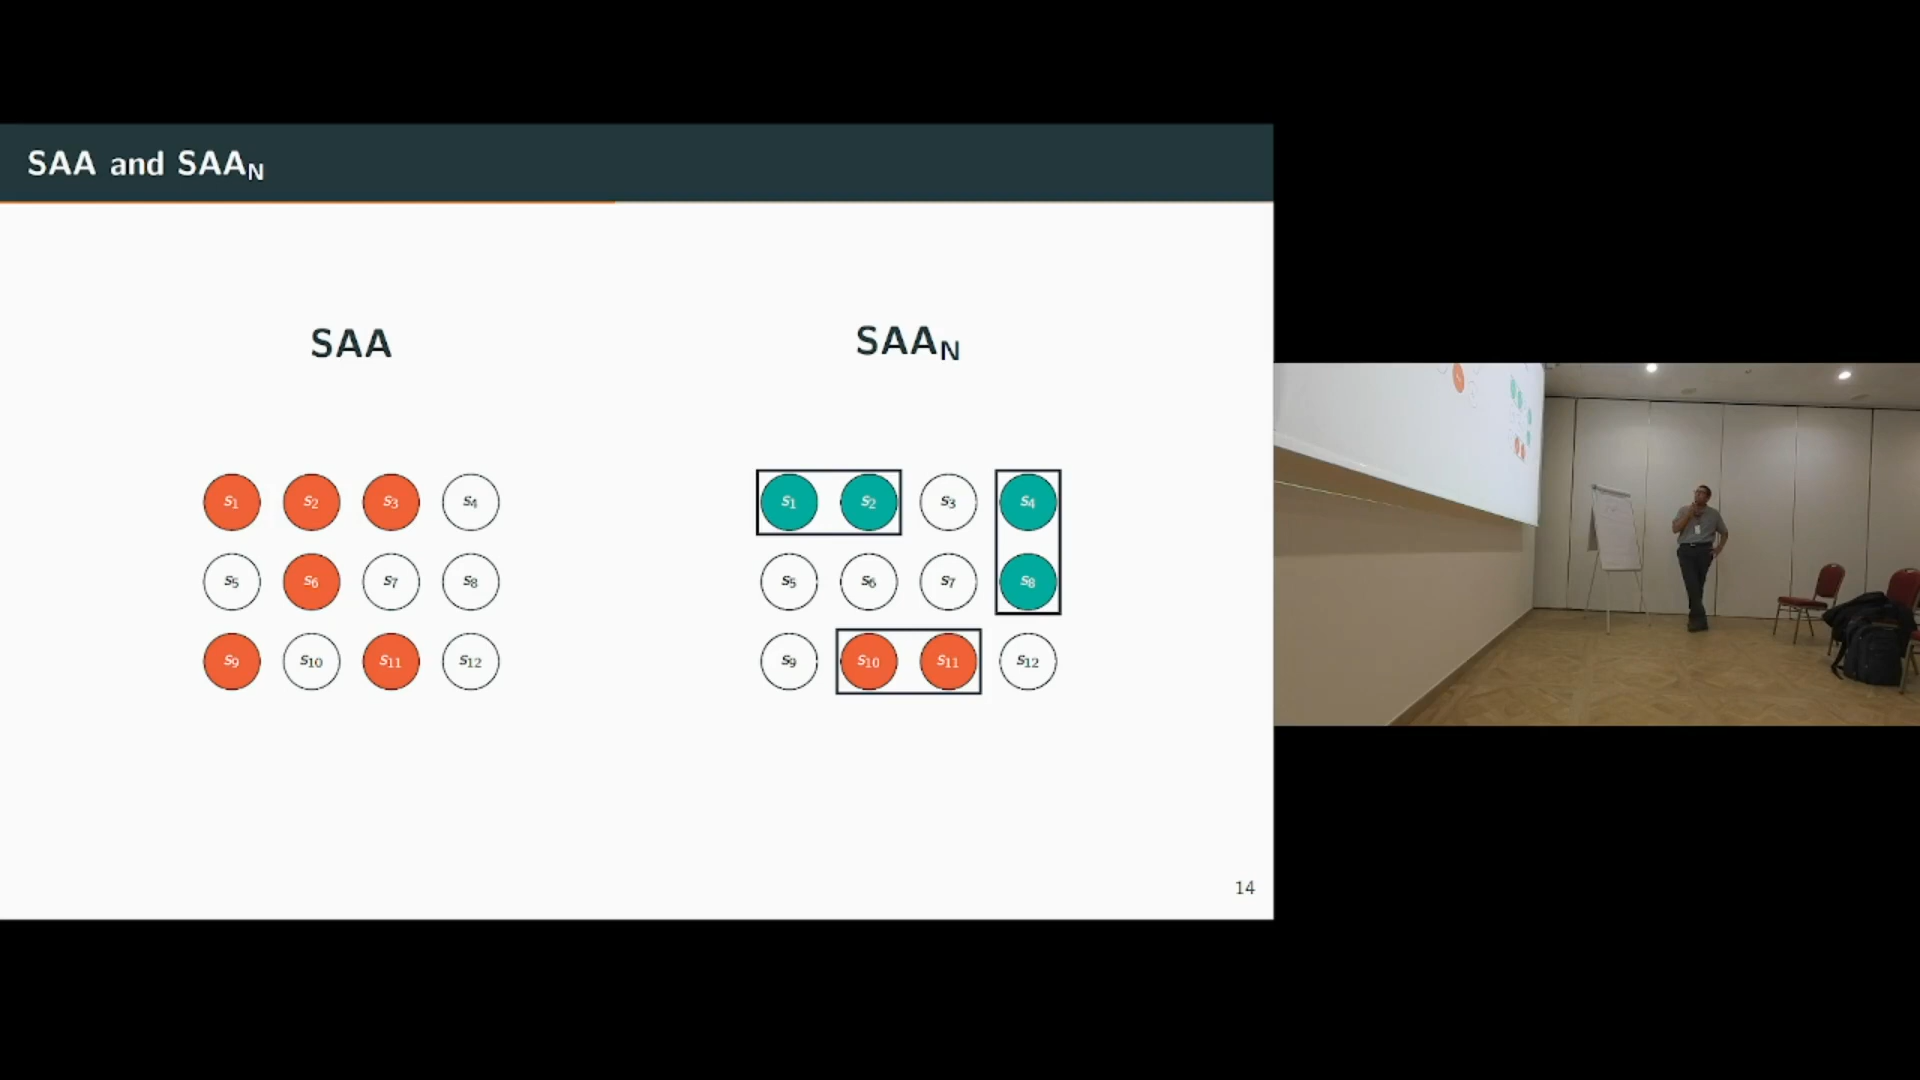 SAA and SAA_N
SAA
SAA_N
s1 s2 s3 s4
s5 s6 s7 s8
s9 s10 s11 s12
s1 s2 s3 s4
s5 s6 s7 s8
s9 s10 s11 s12
14